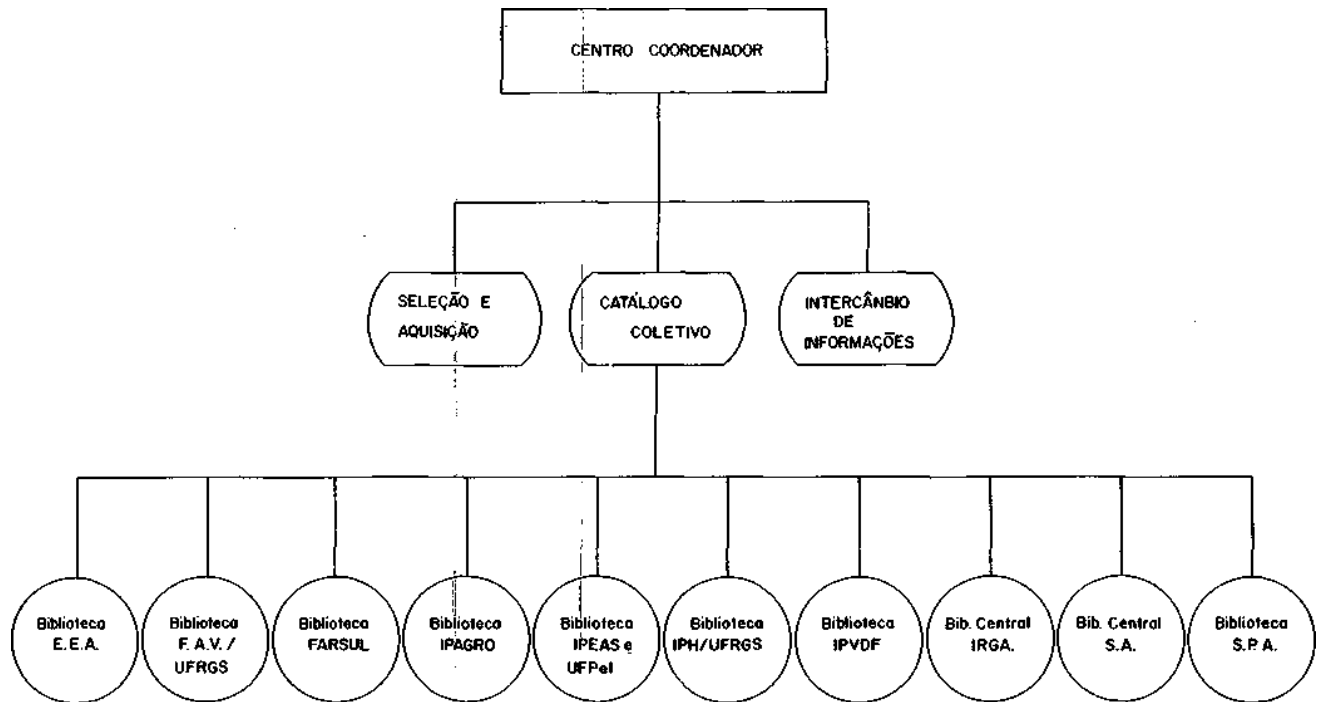 CENTRO COORDENADOR
SELEÇÃO E
AQUISIÇÃO
CATÁLOGO
COLETIVO
INTERCÂNBIO
DE
INFORMAÇÕES
Biblioteca
E.E.A.
Biblioteca
F.A.V./
UFRGS
Biblioteca
FARSUL
Biblioteca
IPAGRO
Biblioteca
IPEAS e
UFPel
Biblioteca
IPH/UFRGS
Biblioteca
IPVDF
Bib. Central
IRGA.
Bib. Central
S.A.
Biblioteca
S.P.A.